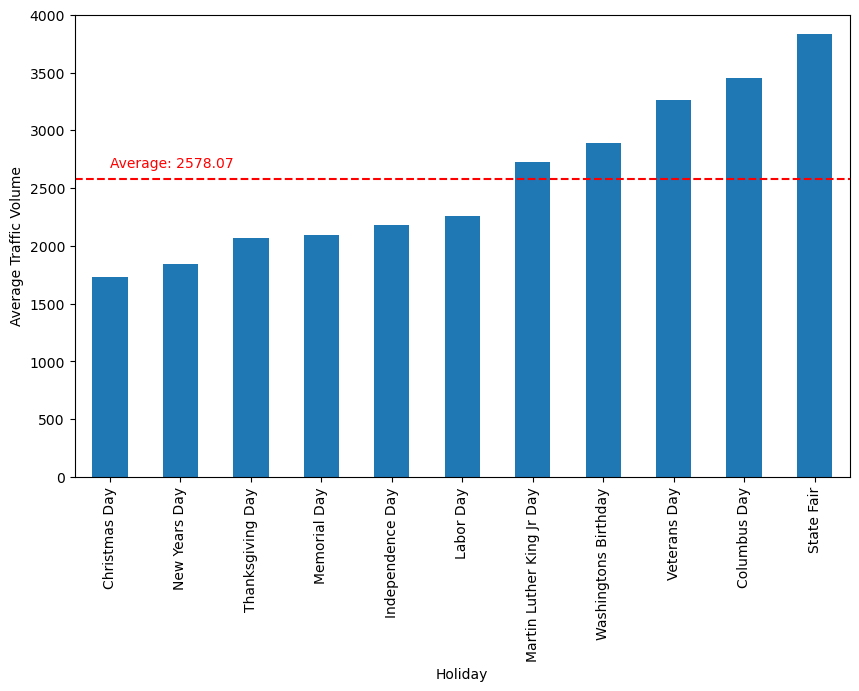 4000
3500
3000
2500
2000
1500
1000
500
0
Average Traffic Volume
Average: 2578.07
Christmas Day
New Years Day
Thanksgiving Day
Memorial Day
Independence Day
Labor Day
Martin Luther King Jr Day
Washingtons Birthday
Veterans Day
Columbus Day
State Fair
Holiday